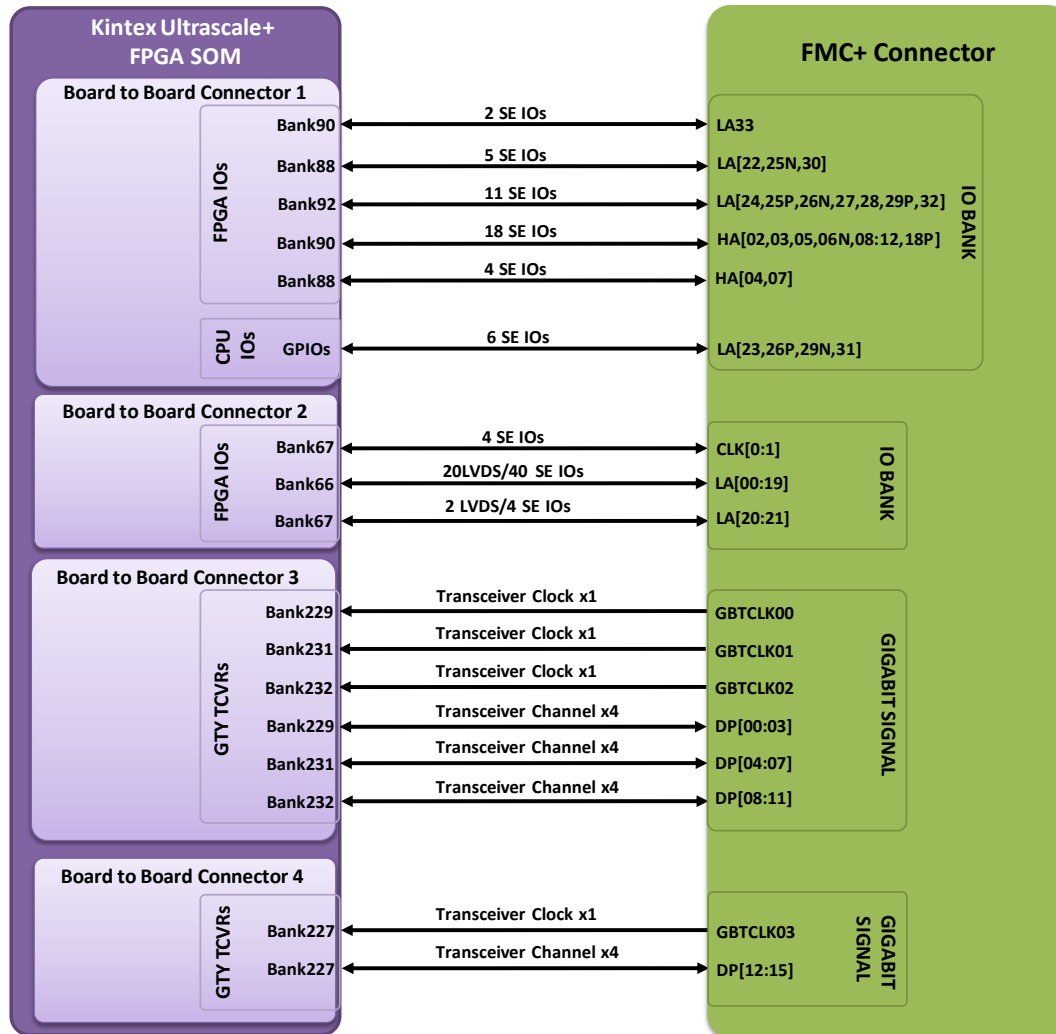 Kintex Ultrascale+
FPGA SOM
FMC+ Connector
Board to Board Connector 1
FPGA IOs
Bank90
2 SE IOs
LA33
Bank88
5 SE IOs
LA[22,25N,30]
Bank92
11 SE IOs
LA[24,25P,26N,27,28,29P,32]
Bank90
18 SE IOs
HA[02,03,05,06N,08:12,18P]
Bank88
4 SE IOs
HA[04,07]
IO BANK
CPU
IOs
GPIOs
6 SE IOs
LA[23,26P,29N,31]
Board to Board Connector 2
FPGA IOs
Bank67
4 SE IOs
CLK[0:1]
Bank66
20LVDS/40 SE IOs
LA[00:19]
Bank67
2 LVDS/4 SE IOs
LA[20:21]
IO BANK
Board to Board Connector 3
GTY TCVRs
Bank229
Transceiver Clock x1
GBTCLK00
Bank231
Transceiver Clock x1
GBTCLK01
Bank232
Transceiver Clock x1
GBTCLK02
Bank229
Transceiver Channel x4
DP[00:03]
Bank231
Transceiver Channel x4
DP[04:07]
Bank232
Transceiver Channel x4
DP[08:11]
GIGABIT SIGNAL
Board to Board Connector 4
GTY TCVRs
Bank227
Transceiver Clock x1
GBTCLK03
Bank227
Transceiver Channel x4
DP[12:15]
GIGABIT
SIGNAL